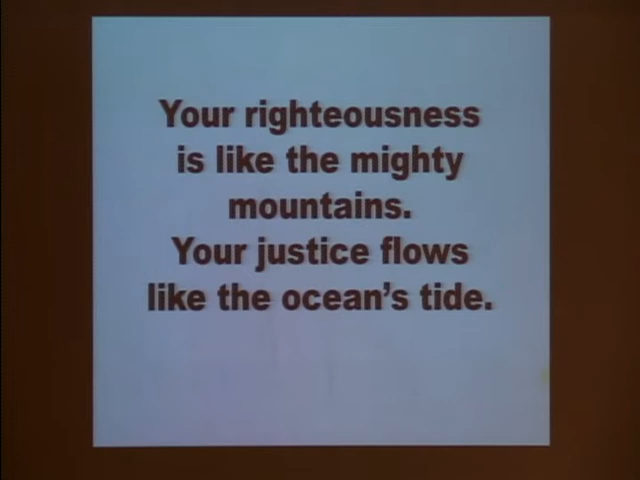 Your righteousness
is like the mighty
mountains.
Your justice flows
like the ocean's tide.